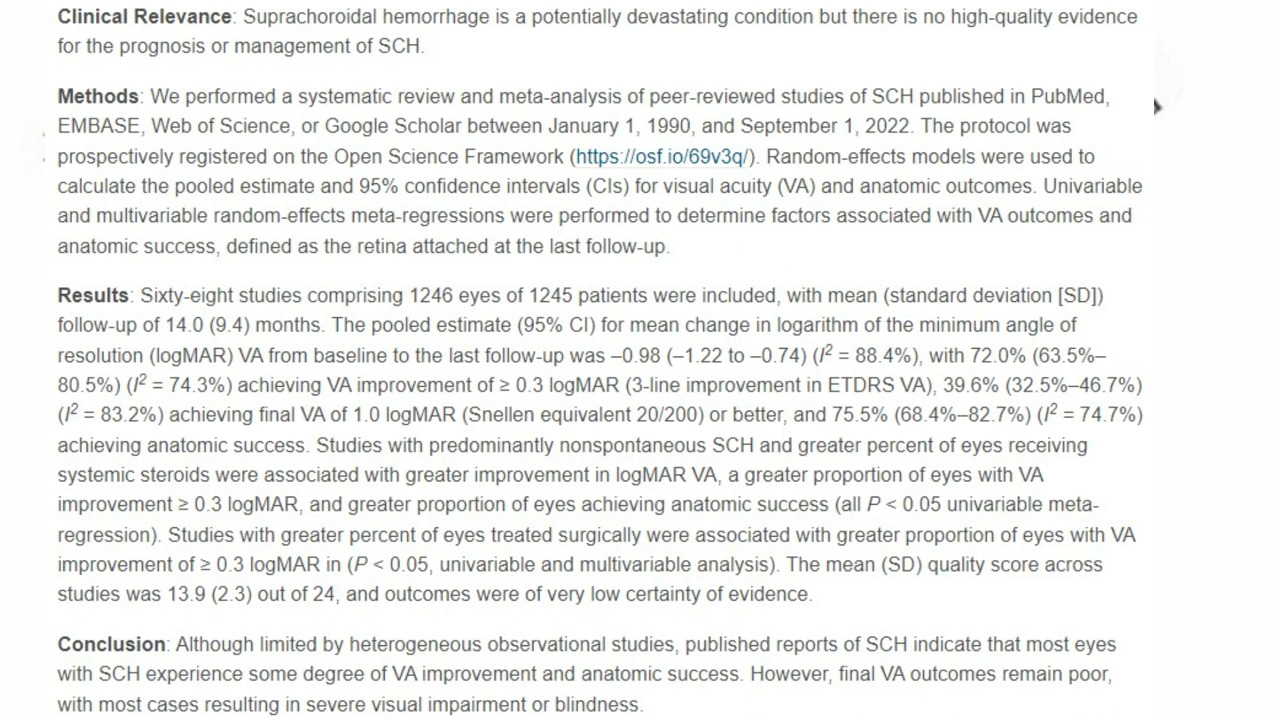 Clinical Relevance: Suprachoroidal hemorrhage is a potentially devastating condition but there is no high-quality evidence
for the prognosis or management of SCH.
Methods: We performed a systematic review and meta-analysis of peer-reviewed studies of SCH published in PubMed,
EMBASE, Web of Science, or Google Scholar between January 1, 1990, and September 1, 2022. The protocol was
prospectively registered on the Open Science Framework (https://osf.io/69v3q/). Random-effects models were used to
calculate the pooled estimate and 95% confidence intervals (CIs) for visual acuity (VA) and anatomic outcomes. Univariable
and multivariable random-effects meta-regressions were performed to determine factors associated with VA outcomes and
anatomic success, defined as the retina attached at the last follow-up.
Results: Sixty-eight studies comprising 1246 eyes of 1245 patients were included, with mean (standard deviation [SD])
follow-up of 14.0 (9.4) months. The pooled estimate (95% CI) for mean change in logarithm of the minimum angle of
resolution (logMAR) VA from baseline to the last follow-up was –0.98 (–1.22 to –0.74) (I² = 88.4%), with 72.0% (63.5%–
80.5%) (I² = 74.3%) achieving VA improvement of ≥ 0.3 logMAR (3-line improvement in ETDRS VA), 39.6% (32.5%–46.7%)
(I² = 83.2%) achieving final VA of 1.0 logMAR (Snellen equivalent 20/200) or better, and 75.5% (68.4%–82.7%) (I² = 74.7%)
achieving anatomic success. Studies with predominantly nonspontaneous SCH and greater percent of eyes receiving
systemic steroids were associated with greater improvement in logMAR VA, a greater proportion of eyes with VA
improvement ≥ 0.3 logMAR, and greater proportion of eyes achieving anatomic success (all P < 0.05 univariable meta-
regression). Studies with greater percent of eyes treated surgically were associated with greater proportion of eyes with VA
improvement of ≥ 0.3 logMAR in (P < 0.05, univariable and multivariable analysis). The mean (SD) quality score across
studies was 13.9 (2.3) out of 24, and outcomes were of very low certainty of evidence.
Conclusion: Although limited by heterogeneous observational studies, published reports of SCH indicate that most eyes
with SCH experience some degree of VA improvement and anatomic success. However, final VA outcomes remain poor,
with most cases resulting in severe visual impairment or blindness.